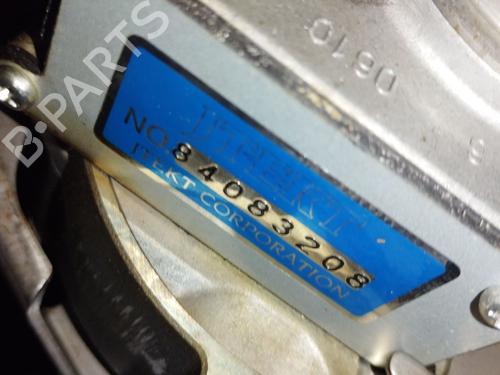 JTEKT
NO.84083208
JTEKT CORPORATION
0610
B-PARTS